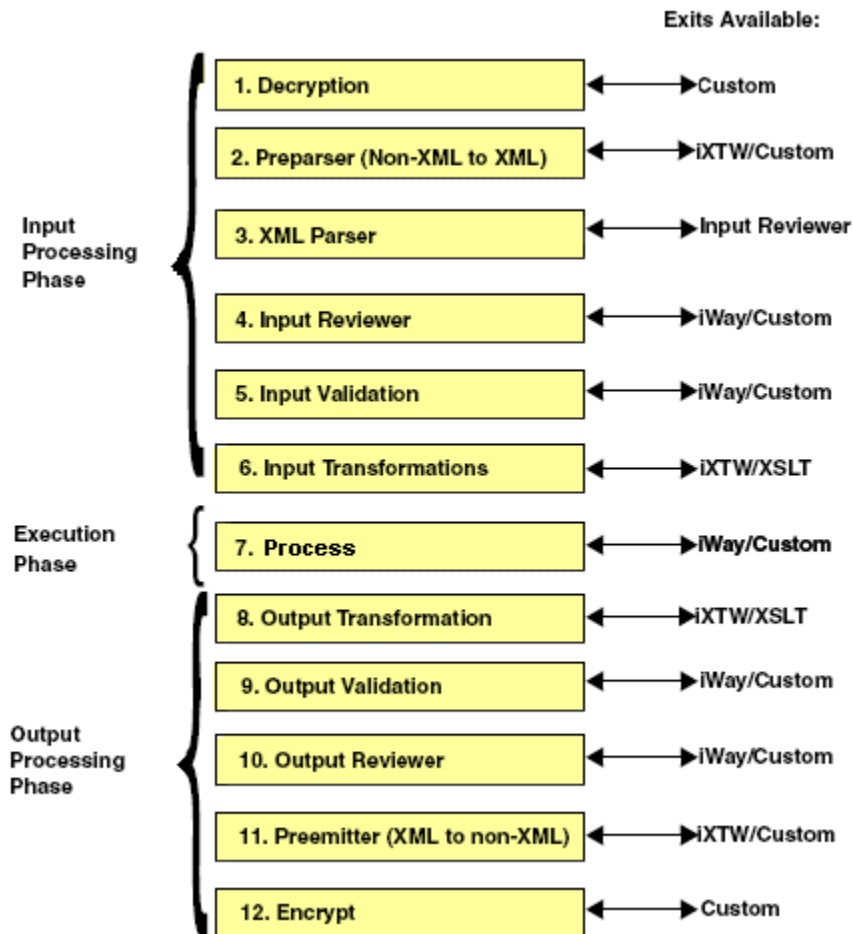 Exits Available:
1. Decryption
Custom
2. Preparser (Non-XML to XML)
iXTW/Custom
Input
Processing
Phase
3. XML Parser
Input Reviewer
4. Input Reviewer
iWay/Custom
5. Input Validation
iWay/Custom
6. Input Transformations
iXTW/XSLT
Execution
Phase
7. Process
iWay/Custom
8. Output Transformation
iXTW/XSLT
9. Output Validation
iWay/Custom
Output
Processing
Phase
10. Output Reviewer
iWay/Custom
11. Preemitter (XML to non-XML)
iXTW/Custom
12. Encrypt
Custom